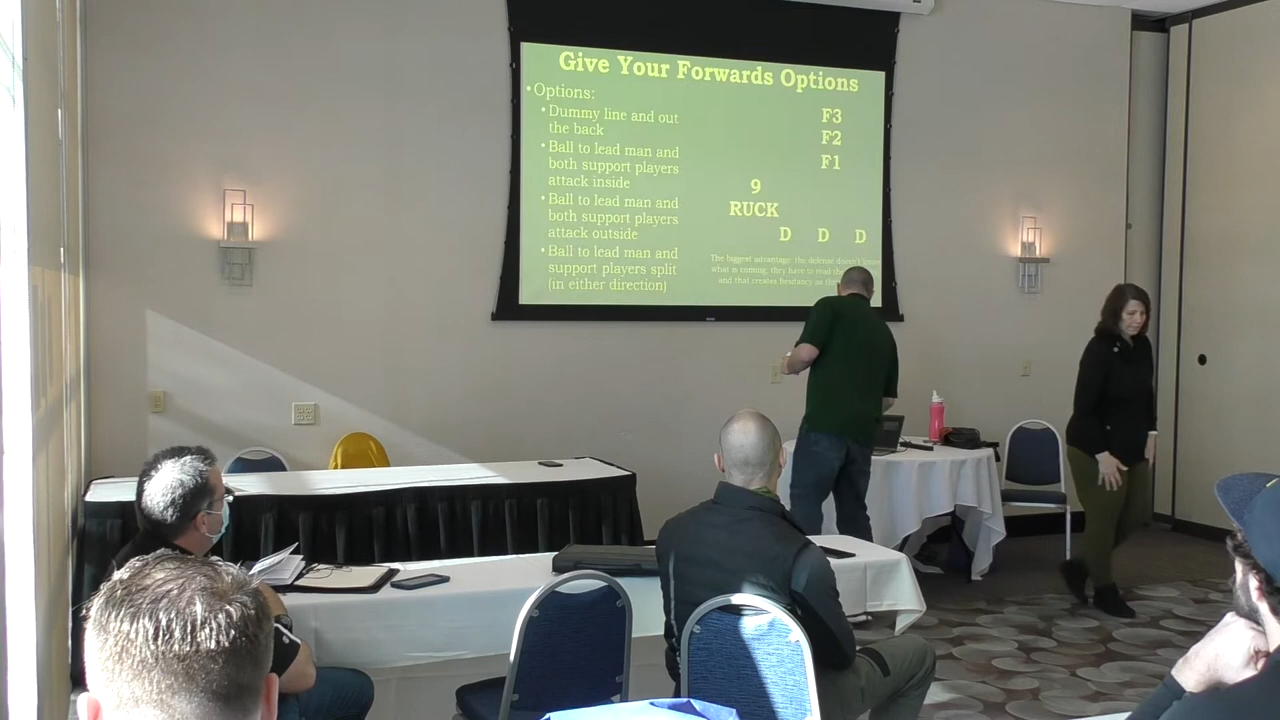 Give Your Forwards Options
• Options:
• Dummy line and out
the back
• Ball to lead man and
both support players
attack inside
• Ball to lead man and
both support players
attack outside
• Ball to lead man and
support players split
(in either direction)
F3
F2
F1
9
RUCK
D D D
The biggest advantage: the defense doesn't know
what is coming, they have to read
and that creates hesitancy as